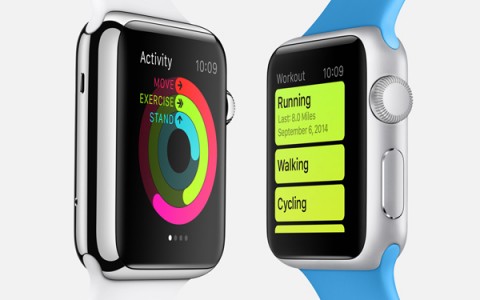 Activity
10:09
MOVE
EXERCISE
STAND
Workout 10:09
Running
Last: 8.0 Miles
September 6, 2014
Walking
Cycling